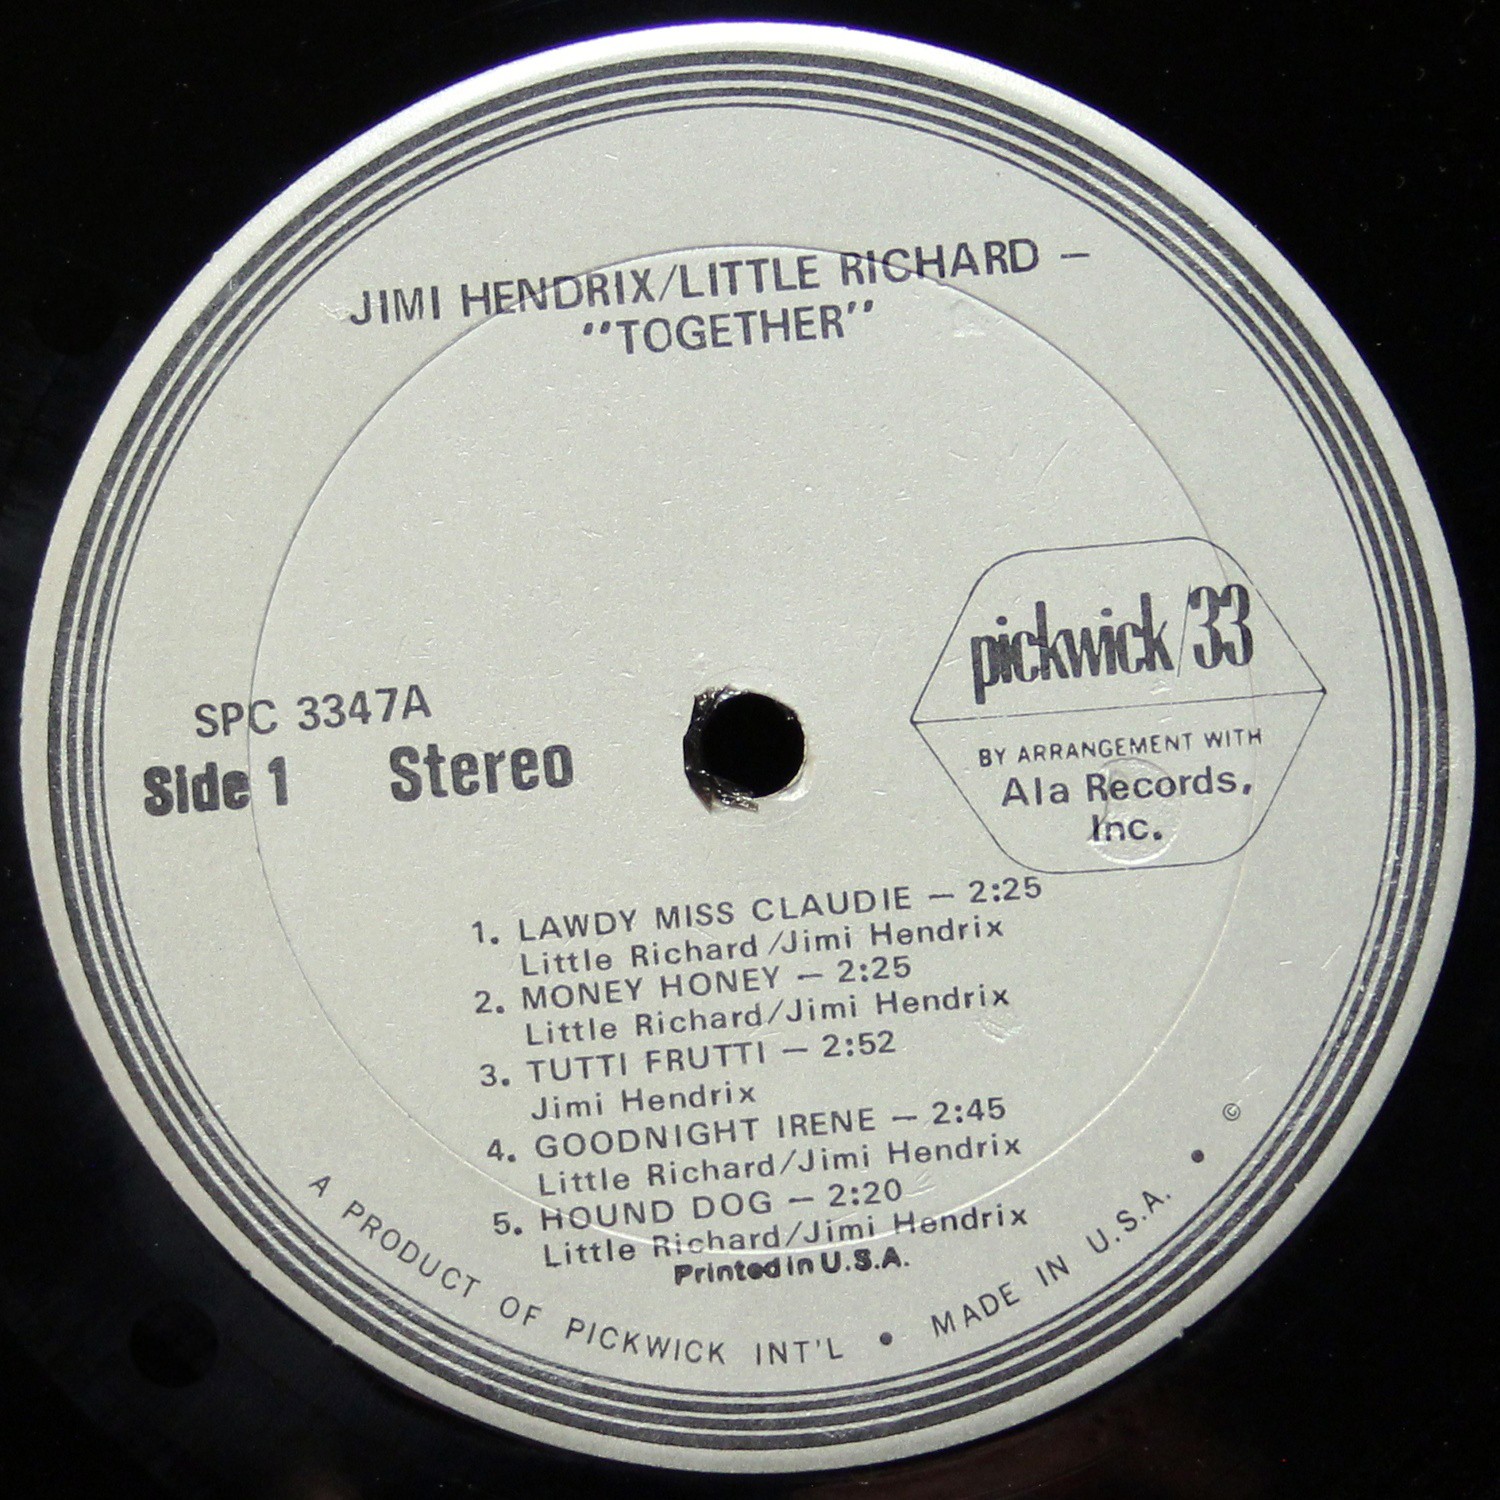 JIMI HENDRIX/LITTLE RICHARD —
"TOGETHER"
pickwick/33
BY ARRANGEMENT WITH
Ala Records,
Inc.
SPC 3347A
Side 1 Stereo
1. LAWDY MISS CLAUDIE — 2:25
Little Richard/Jimi Hendrix
2. MONEY HONEY — 2:25
Little Richard/Jimi Hendrix
3. TUTTI FRUTTI — 2:52
Jimi Hendrix
4. GOODNIGHT IRENE — 2:45
Little Richard/Jimi Hendrix
5. HOUND DOG — 2:20
Little Richard/Jimi Hendrix
Printed in U.S.A.
A PRODUCT OF PICKWICK INT'L • MADE IN U.S.A. • ©